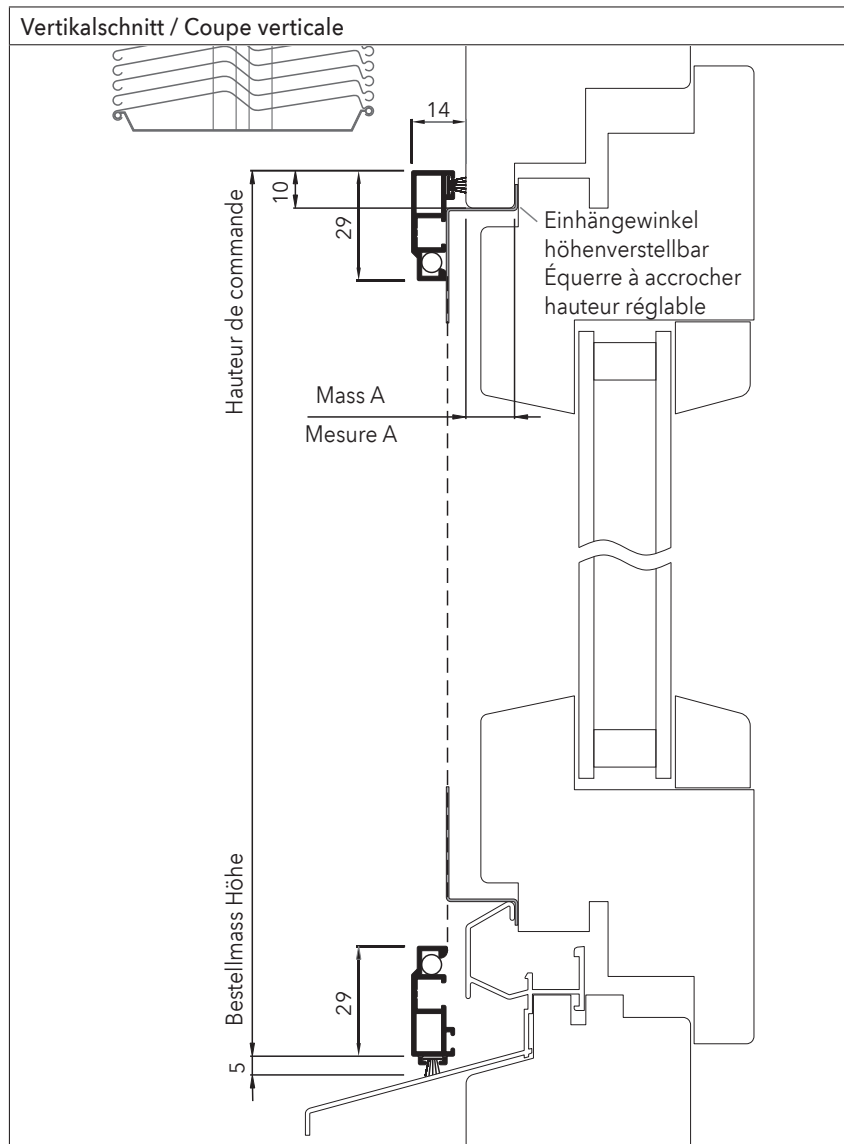 Vertikalschnitt / Coupe verticale
14
10
29
Hauteur de commande
Einhängewinkel
höhenverstellbar
Équerre à accrocher
hauteur réglable
Mass A
Mesure A
Bestellmass Höhe
29
5